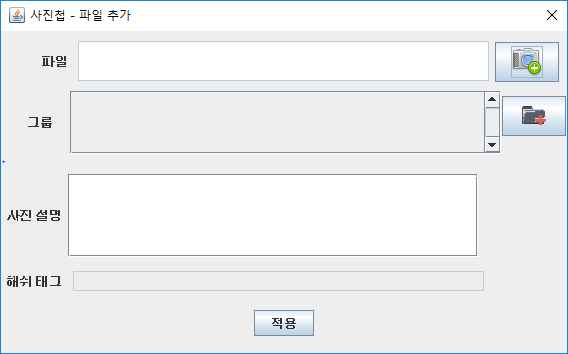 사진첩 - 파일 추가
파일
그룹
사진 설명
해쉬 태그
적용